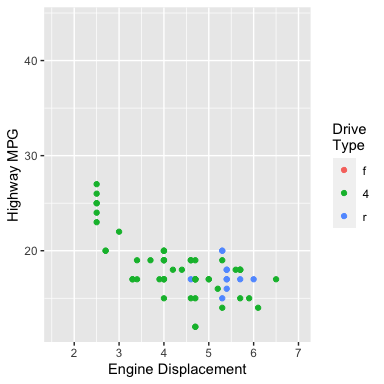 40
30
20
2 3 4 5 6 7
Engine Displacement
Highway MPG
Drive
Type
f
4
r